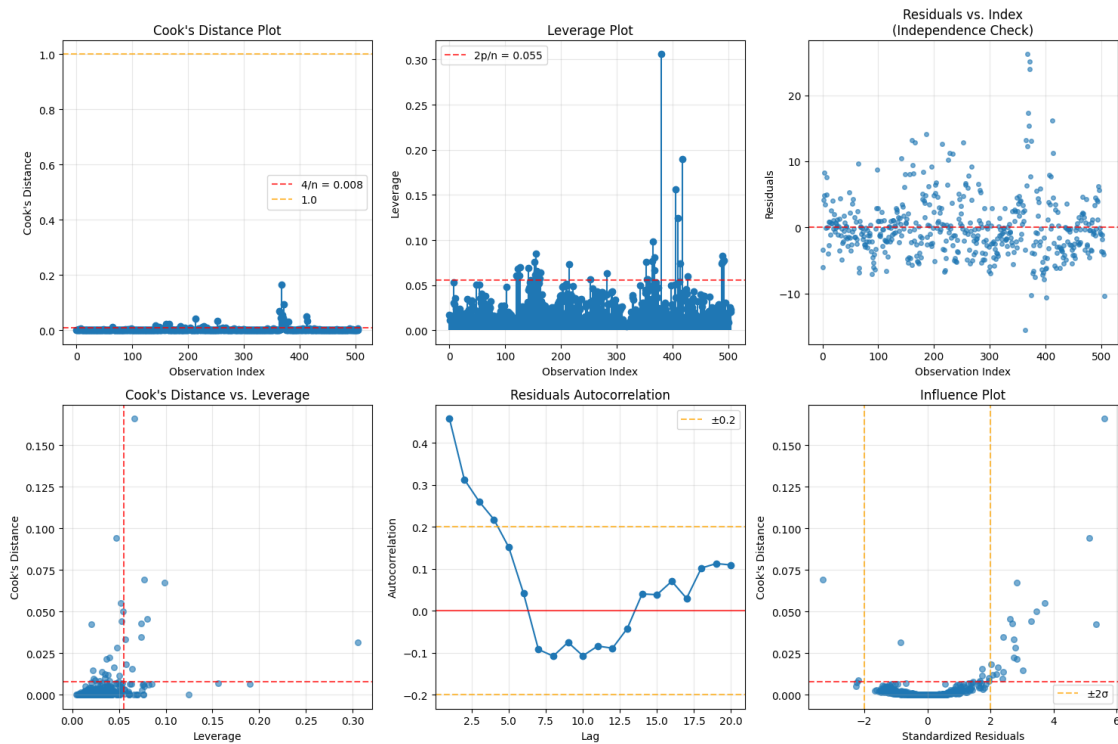 Cook's Distance Plot
Cook's Distance
1.0
0.8
0.6
0.4
0.2
0.0
4/n = 0.008
1.0
0 100 200 300 400 500
Observation Index
Leverage Plot
Leverage
0.30
0.25
0.20
0.15
0.10
0.05
0.00
2p/n = 0.055
0 100 200 300 400 500
Observation Index
Residuals vs. Index
(Independence Check)
Residuals
20
10
0
−10
0 100 200 300 400 500
Observation Index
Cook's Distance vs. Leverage
Cook's Distance
0.150
0.125
0.100
0.075
0.050
0.025
0.000
0.00 0.05 0.10 0.15 0.20 0.25 0.30
Leverage
Residuals Autocorrelation
Autocorrelation
0.4
0.3
0.2
0.1
0.0
−0.1
−0.2
±0.2
2.5 5.0 7.5 10.0 12.5 15.0 17.5 20.0
Lag
Influence Plot
Cook's Distance
0.150
0.125
0.100
0.075
0.050
0.025
0.000
±2σ
−2 0 2 4 6
Standardized Residuals